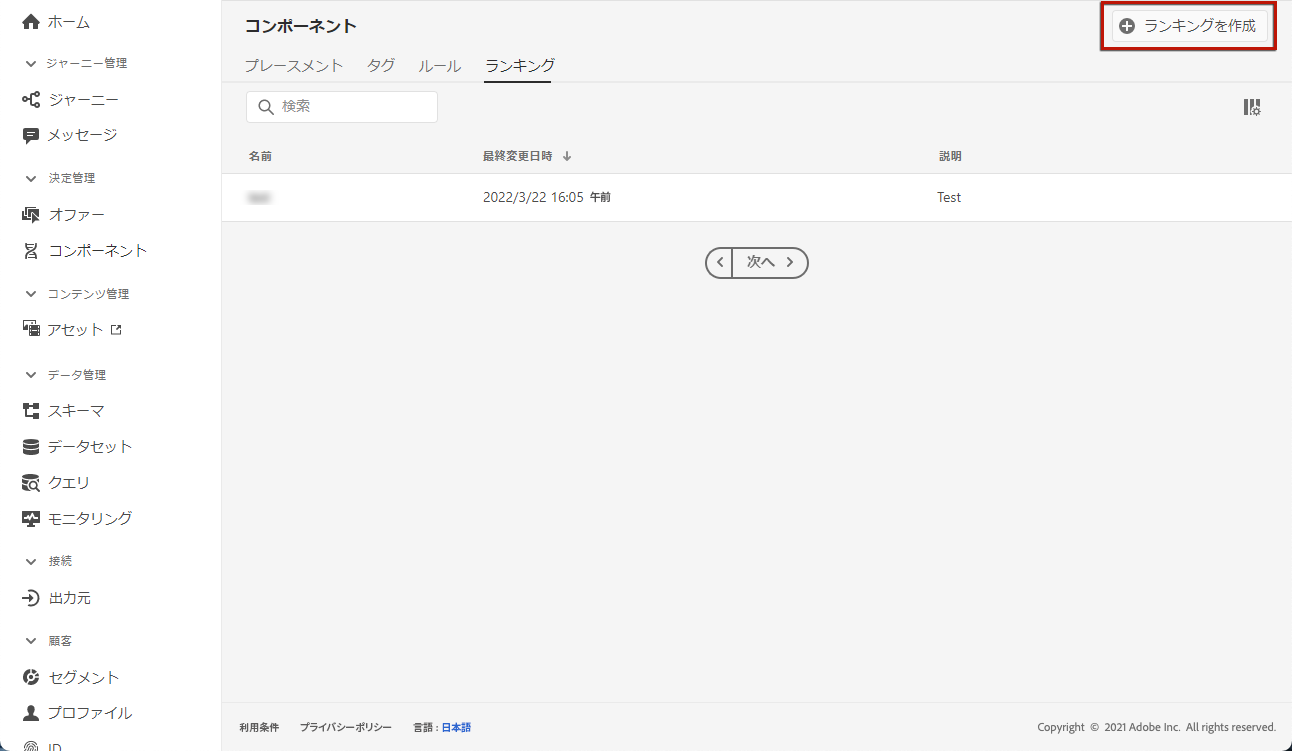 ホーム
ジャーニー管理
ジャーニー
メッセージ
決定管理
オファー
コンポーネント
コンテンツ管理
アセット
データ管理
スキーマ
データセット
クエリ
モニタリング
接続
出力元
顧客
セグメント
プロファイル
ID
コンポーネント
ランキングを作成
プレースメント タグ ルール ランキング
検索
名前 最終変更日時 説明
2022/3/22 16:05 午前 Test
次へ
利用条件 プライバシーポリシー 言語 : 日本語
Copyright © 2021 Adobe Inc. All rights reserved.